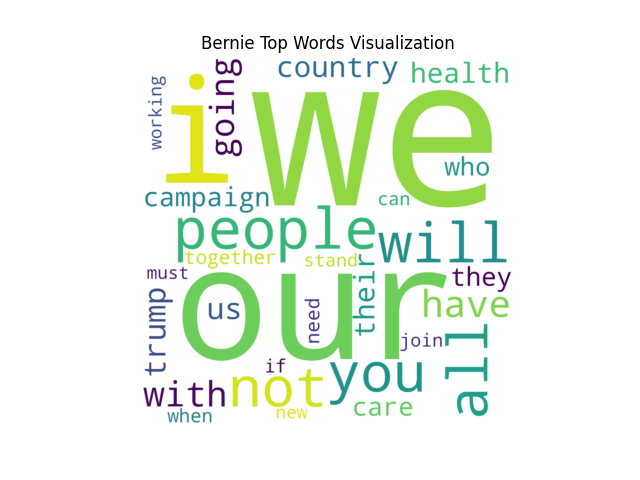 Bernie Top Words Visualization
country
health
working
i
going
we
who
campaign
can
people
will
together
stand
must
our
their
they
trump
us
need
have
join
all
if
you
with
not
care
when
new